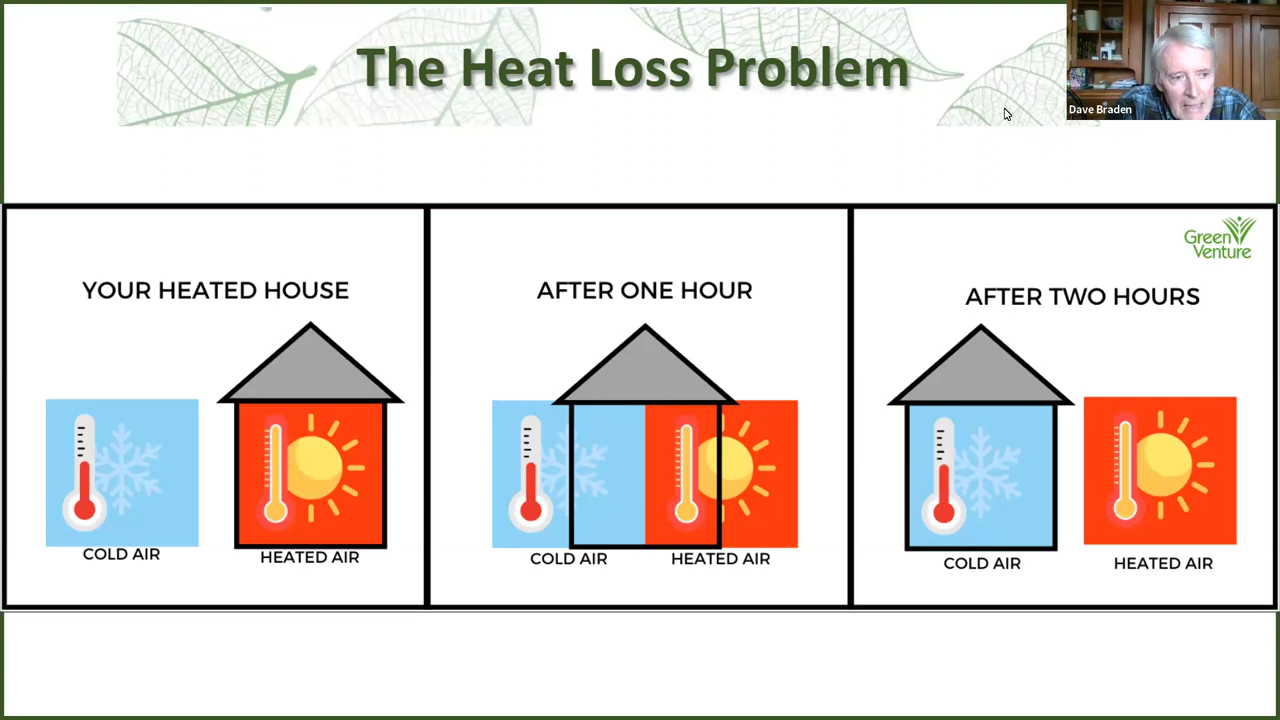 The Heat Loss Problem
Dave Braden
Green
Venture
YOUR HEATED HOUSE
AFTER ONE HOUR
AFTER TWO HOURS
COLD AIR
HEATED AIR
COLD AIR
HEATED AIR
COLD AIR
HEATED AIR